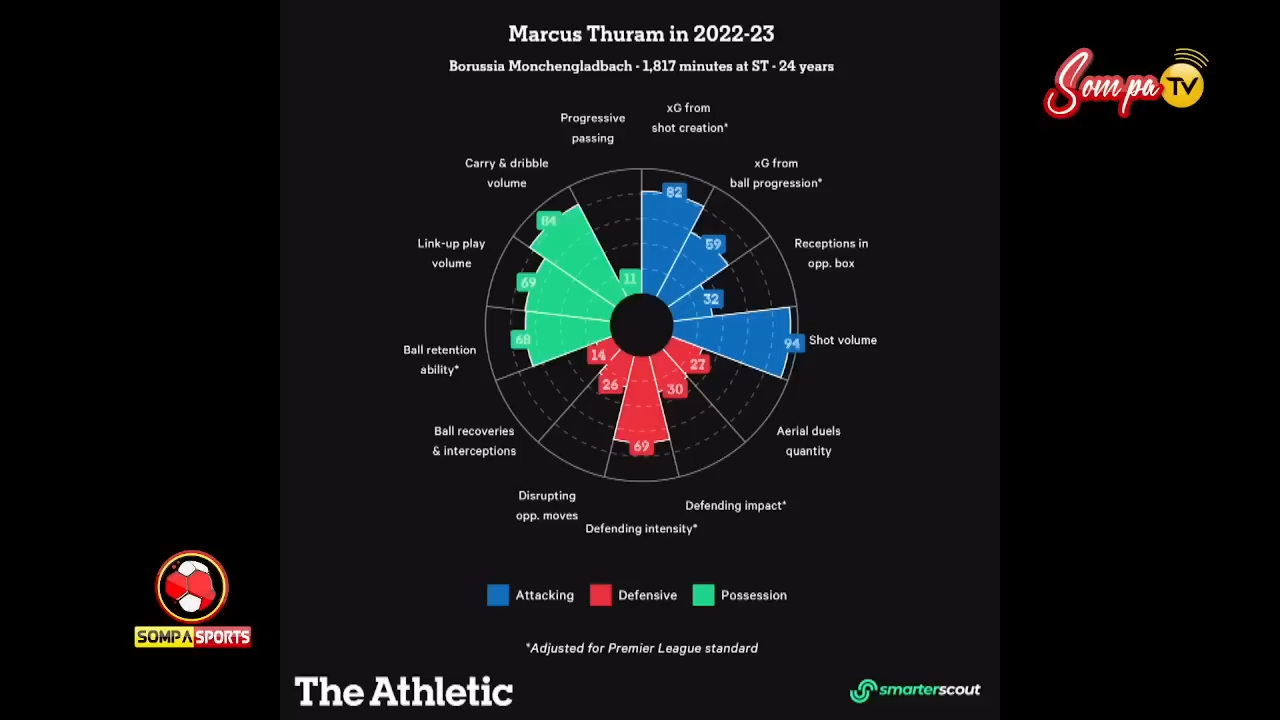 Marcus Thuram in 2022-23
Borussia Monchengladbach - 1,817 minutes at ST - 24 years
Sompa TV
Progressive
passing
xG from
shot creation*
Carry & dribble
volume
xG from
ball progression*
84
82
Link-up play
volume
59
Receptions in
opp. box
69
11
32
68
94
Shot volume
Ball retention
ability*
14
27
26
30
Ball recoveries
& interceptions
69
Aerial duels
quantity
Disrupting
opp. moves
Defending impact*
Defending intensity*
Attacking
Defensive
Possession
SOMPA SPORTS
*Adjusted for Premier League standard
The Athletic
smarterscout